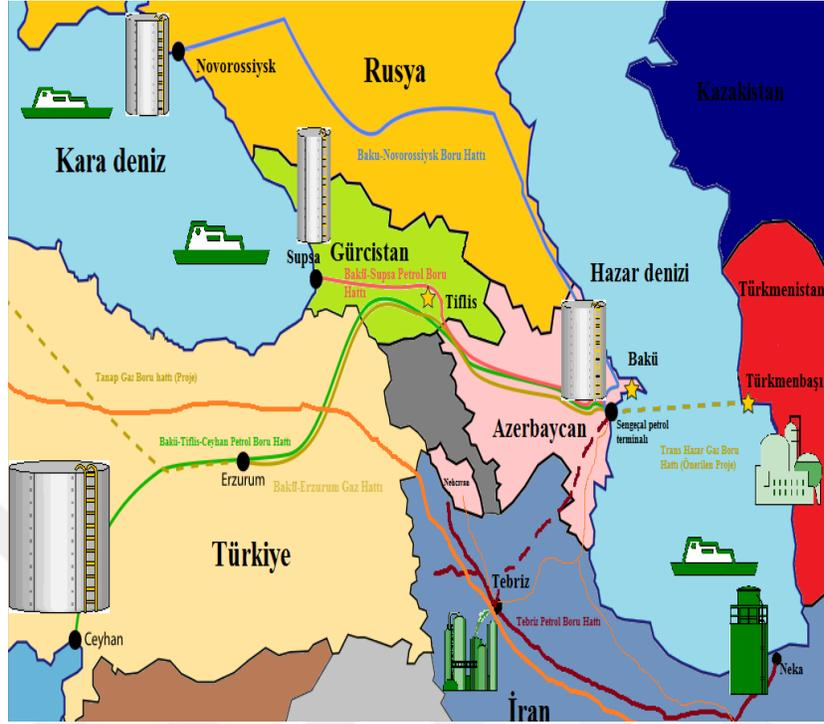 Novorossiysk
Rusya
Kazakistan
Kara deniz
Baku-Novorossiysk Boru Hattı
Gürcistan
Supsa
Bakü-Supsa Petrol Boru
Hattı
Tiflis
Hazar denizi
Türkmenistan
Bakü
Türkmenbaşı
Tanap Gaz Boru hattı (Proje)
Azerbaycan
Sengeçal petrol
terminalı
Bakü-Tiflis-Ceyhan Petrol Boru Hattı
Trans Hazar Gaz Boru
Hattı (Önerilen Proje)
Erzurum
Bakü-Erzurum Gaz Hattı
Türkiye
Tebriz
Tebriz Petrol Boru Hattı
Ceyhan
Neka
İran